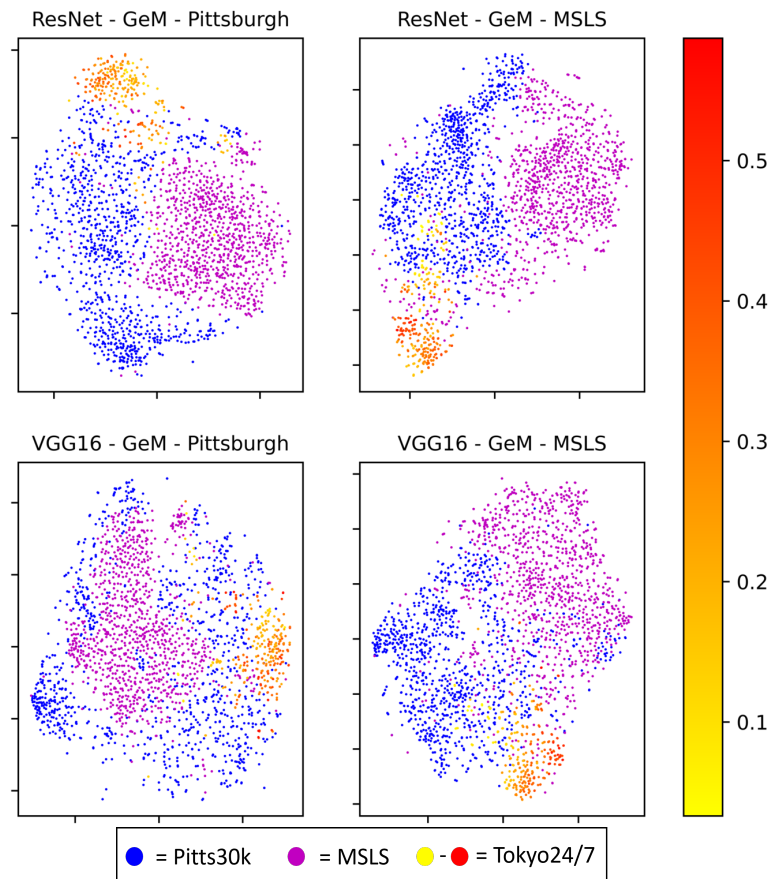 ResNet - GeM - Pittsburgh
ResNet - GeM - MSLS
0.5
0.4
0.3
0.2
0.1
VGG16 - GeM - Pittsburgh
VGG16 - GeM - MSLS
= Pitts30k = MSLS - = Tokyo24/7